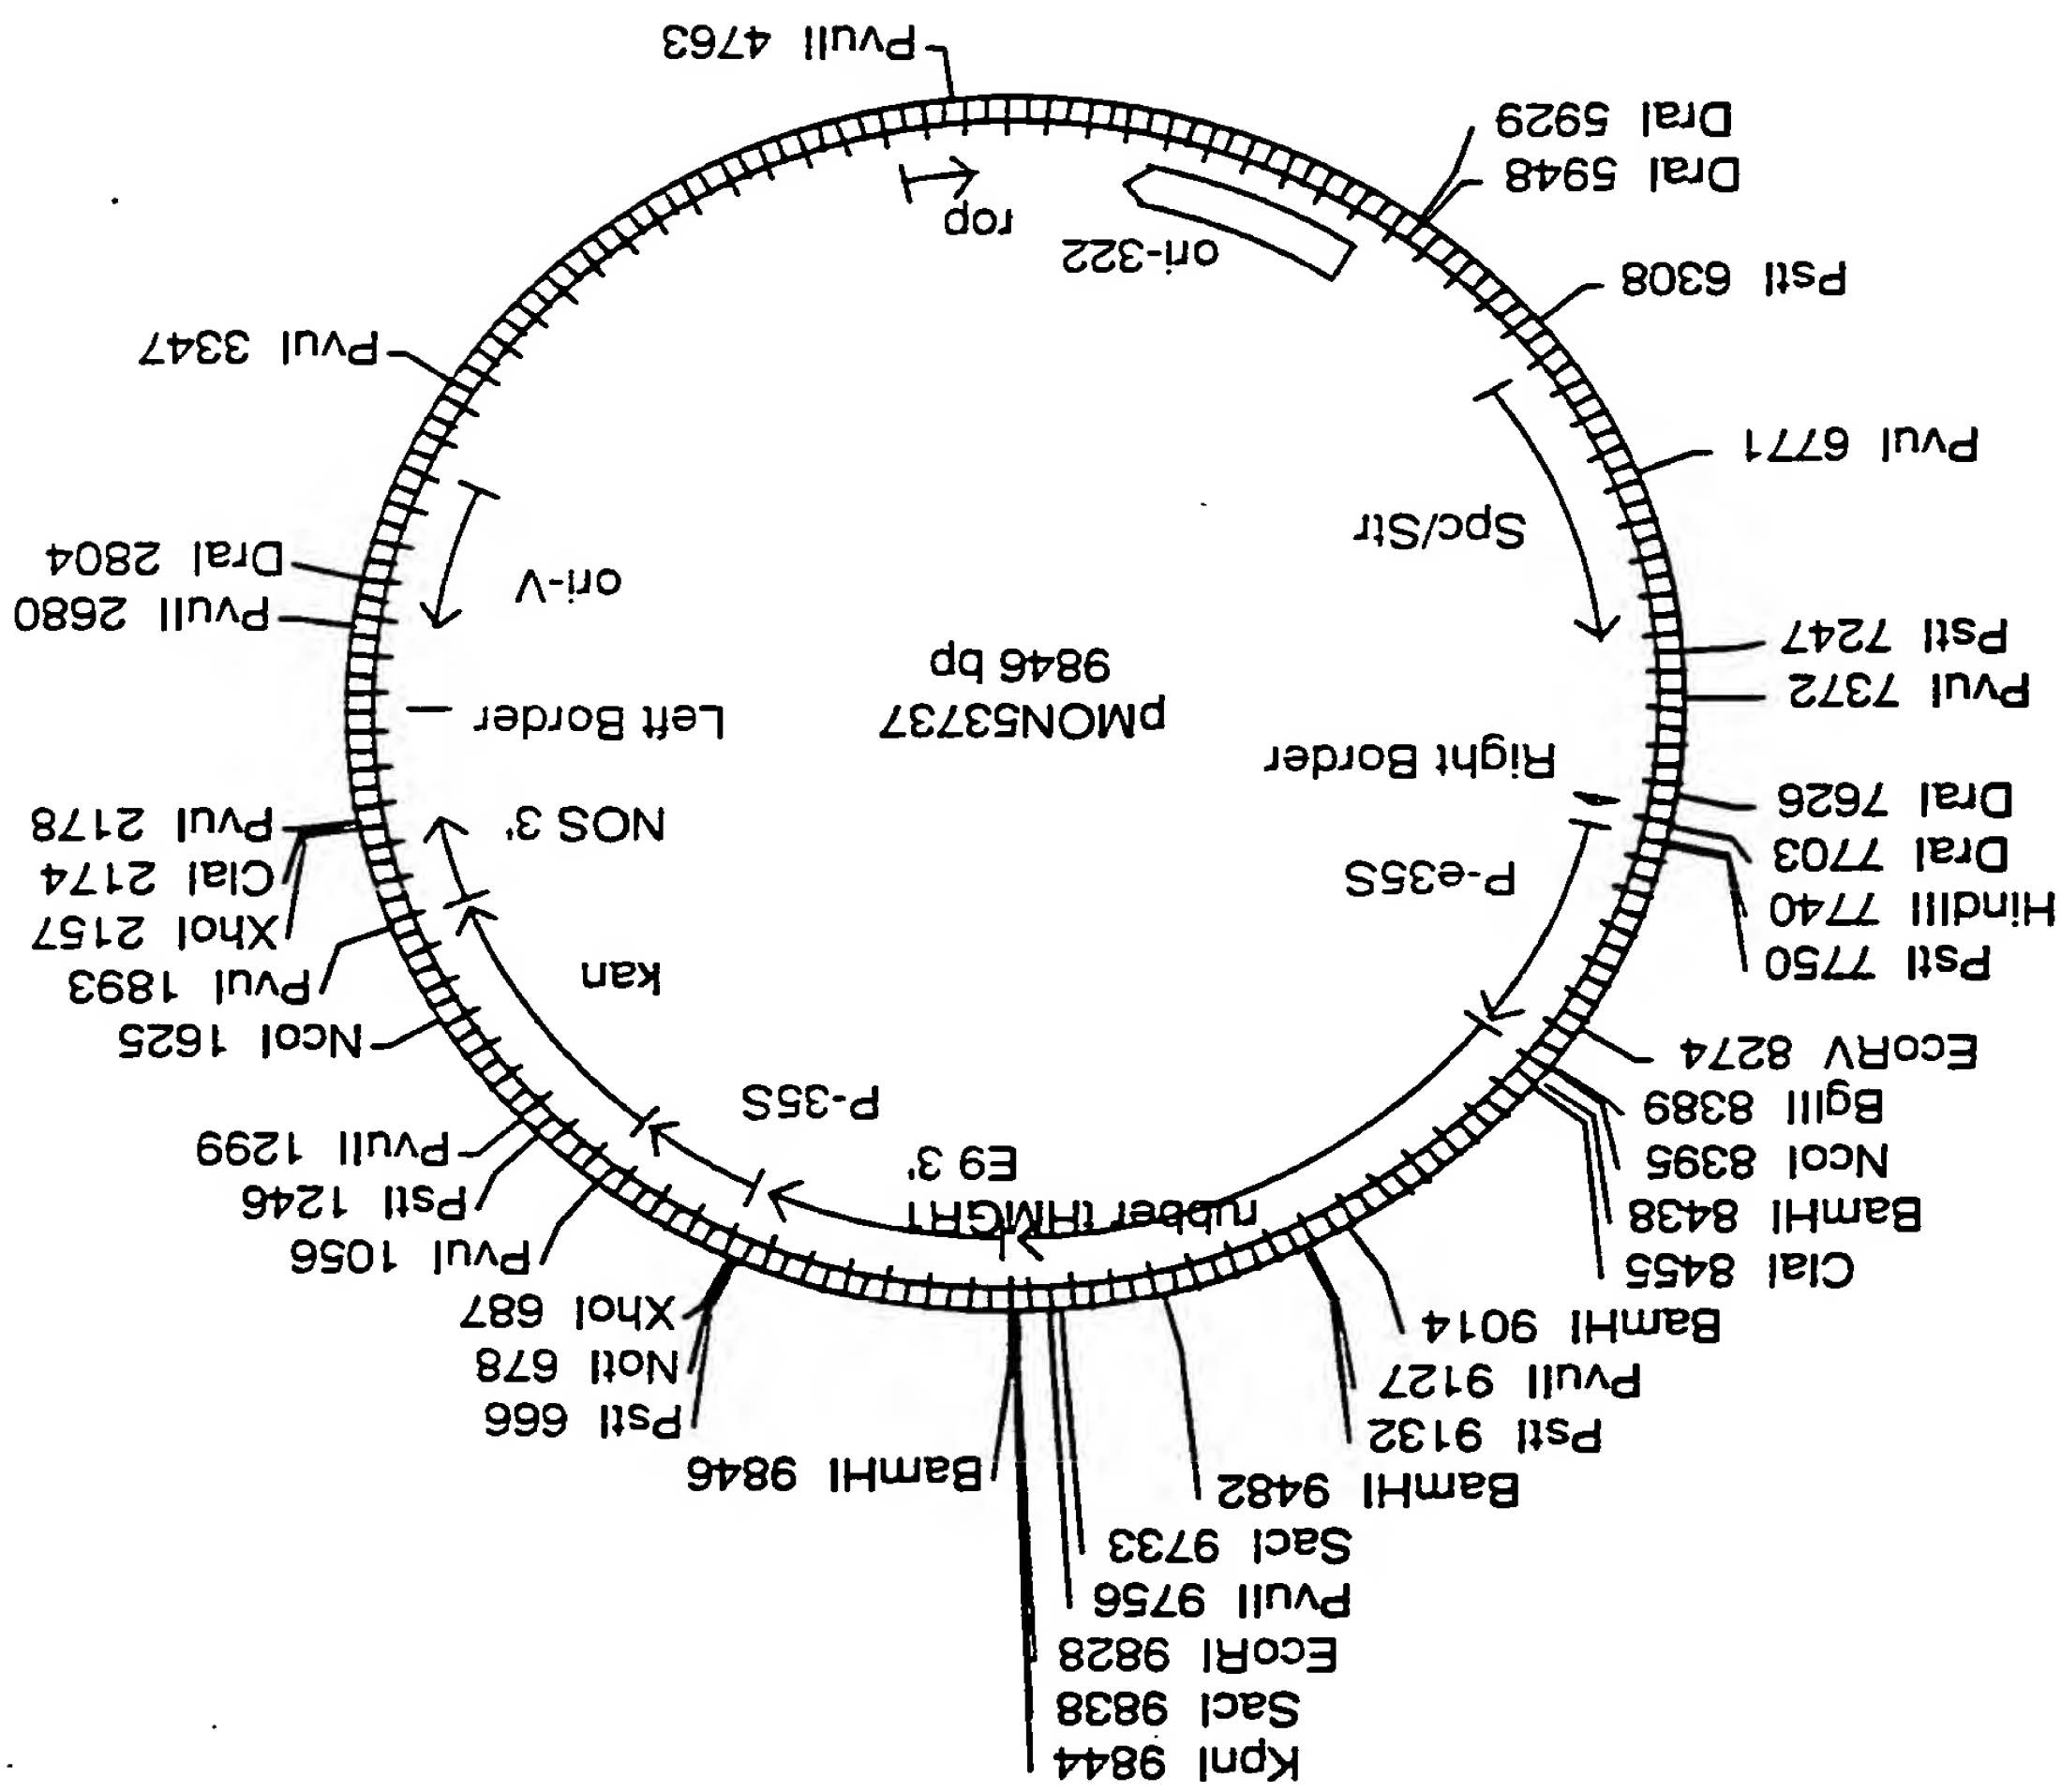 KpnI 9844
SacI 9838
EcoRI 9828
PvuII 9756
SacI 9733
BamHI 9482
BamHI 9846
PstI 9132
PstI 666
PvuII 9127
NotI 678
BamHI 9014
XhoI 687
ClaI 8455
PvuI 1056
BamHI 8438
PstI 1246
NcoI 8395
PvuII 1299
BglII 8389
EcoRV 8274
NcoI 1625
PvuI 1893
PstI 7750
XhoI 2157
HindIII 7740
ClaI 2174
DraI 7703
PvuI 2178
DraI 7626
PvuI 7372
PstI 7247
PvuII 2680
DraI 2804
PvuI 6771
PvuI 3347
PstI 6308
DraI 5948
DraI 5929
PvuII 4763
rubber tHMGR1
E9 3'
P-35S
kan
P-e35S
NOS 3'
Right Border
Left Border
pMON53737
9846 bp
ori-V
Spc/Str
ori-322
rop